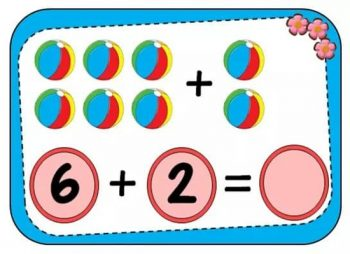 +
6 + 2 =